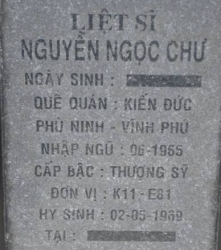 LIỆT SĨ
NGUYỄN NGỌC CHƯ
NGÀY SINH :
QUÊ QUÁN : KIẾN ĐỨC
PHÙ NINH - VĨNH PHÚ
NHẬP NGŨ : 06-1965
CẤP BẬC : THƯỢNG SỸ
ĐƠN VỊ : K11 - E81
HY SINH : 02-05-1969
TẠI :